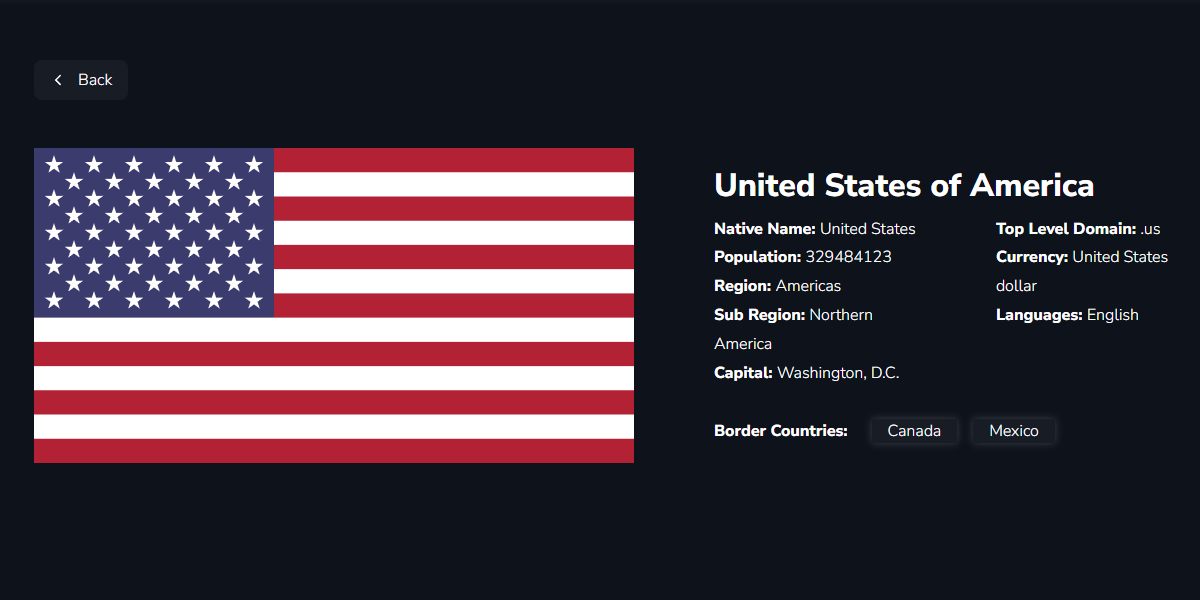 Back
United States of America
Native Name: United States
Population: 329484123
Region: Americas
Sub Region: Northern
America
Capital: Washington, D.C.
Top Level Domain: .us
Currency: United States
dollar
Languages: English
Border Countries: Canada Mexico